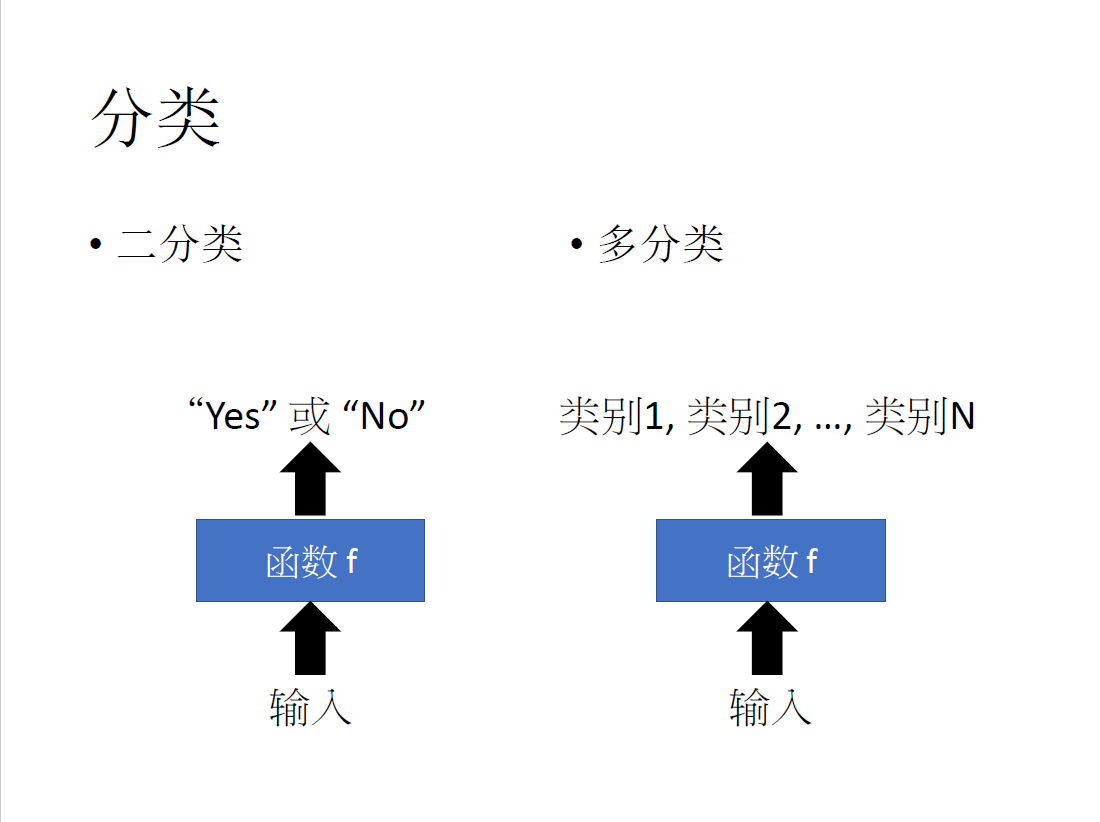 分类
• 二分类
• 多分类
“Yes” 或 “No”
类别1, 类别2, …, 类别N
函数 f
函数 f
输入
输入